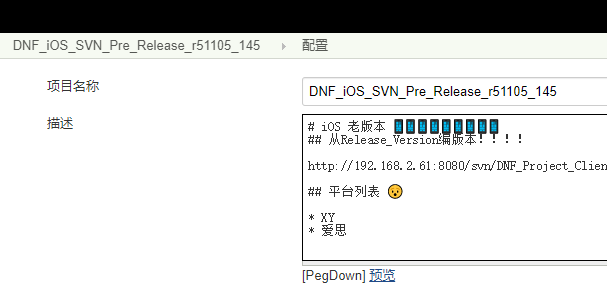 DNF_iOS_SVN_Pre_Release_r51105_145 配置
项目名称
DNF_iOS_SVN_Pre_Release_r51105_145
描述
# iOS 老版本 📱📱📱📱📱📱📱📱📱
## 从Release_Version编版本！！！！
http://192.168.2.61:8080/svn/DNF_Project_Clien
## 平台列表 😮
* XY
* 爱思
[PegDown] 预览